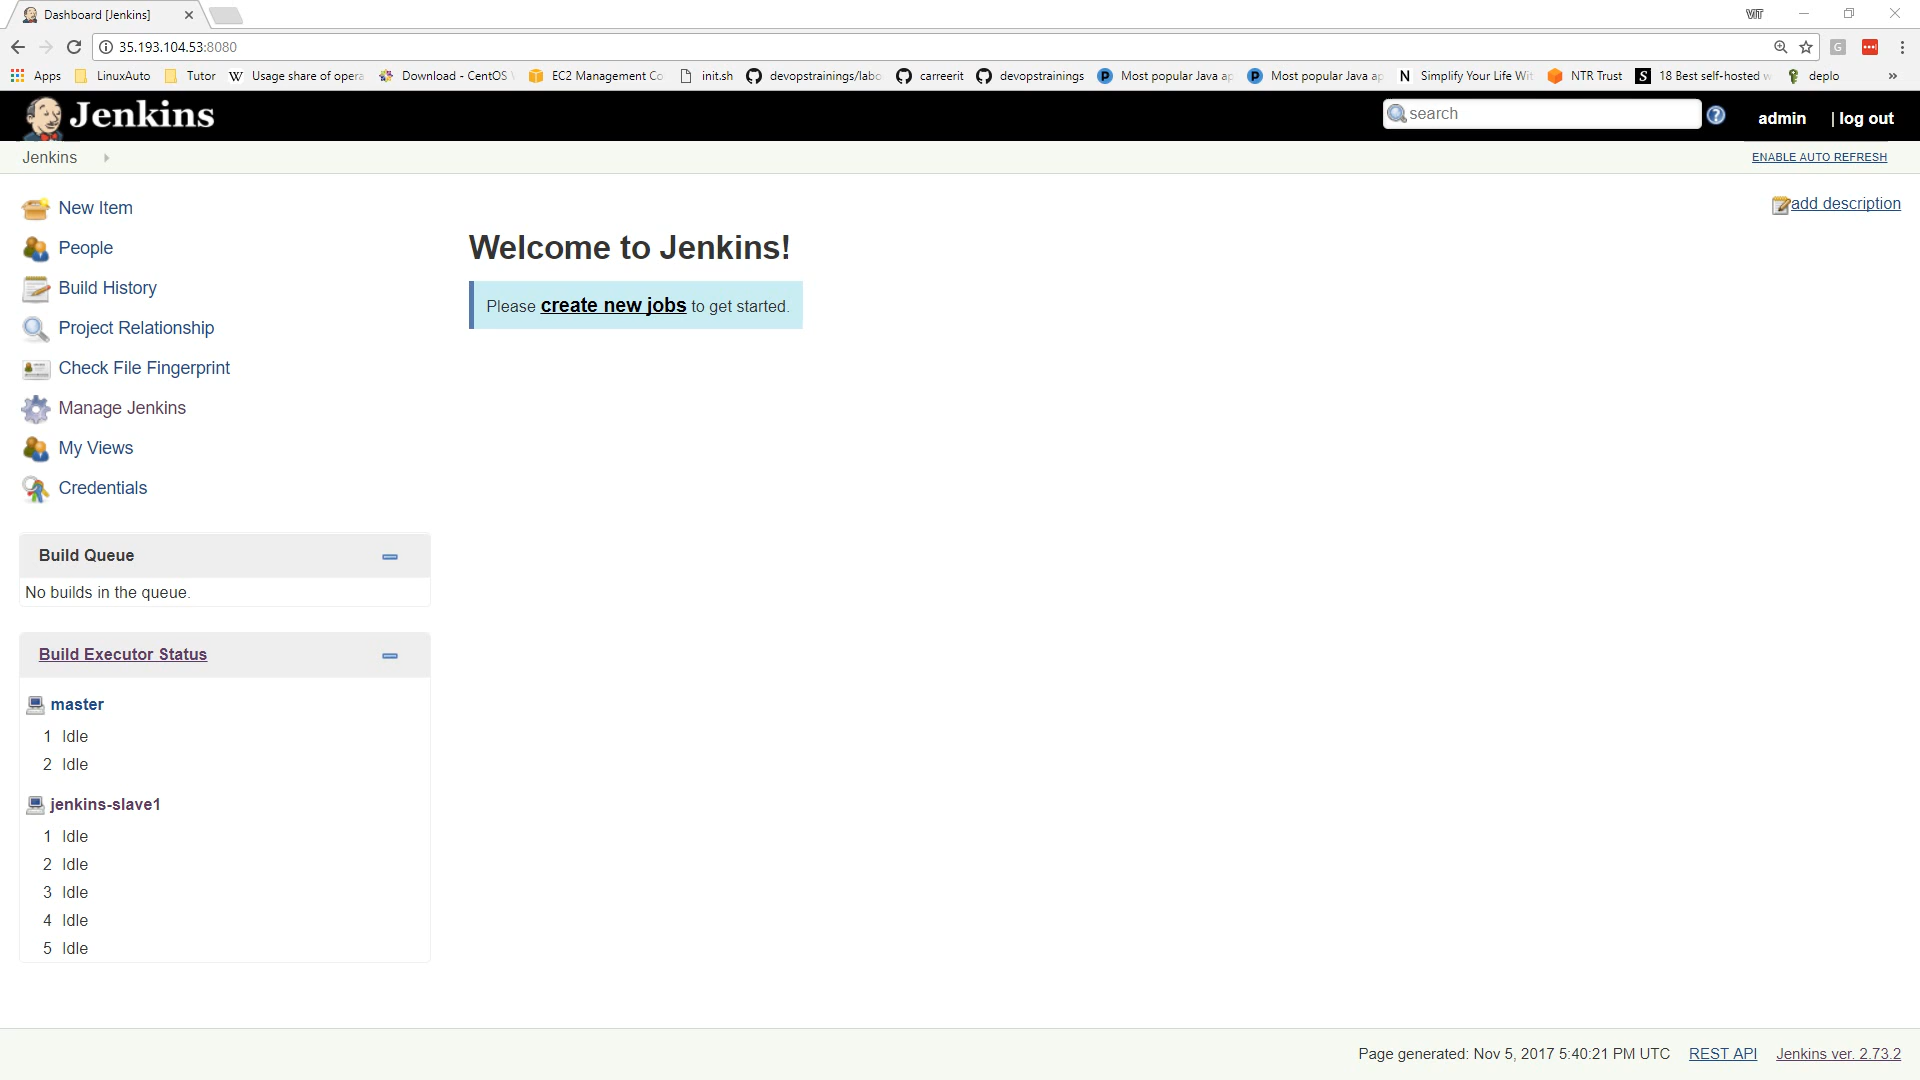 Dashboard [Jenkins]
VIT
35.193.104.53:8080
Apps LinuxAuto Tutor W Usage share of opera Download - CentOS EC2 Management Co init.sh devopstrainings/labo carreerit devopstrainings Most popular Java ap Most popular Java ap N Simplify Your Life Wit NTR Trust S 18 Best self-hosted w deplo »
Jenkins
search
admin | log out
Jenkins
ENABLE AUTO REFRESH
New Item
add description
People
Welcome to Jenkins!
Build History
Please create new jobs to get started.
Project Relationship
Check File Fingerprint
Manage Jenkins
My Views
Credentials
Build Queue
No builds in the queue.
Build Executor Status
master
1 Idle
2 Idle
jenkins-slave1
1 Idle
2 Idle
3 Idle
4 Idle
5 Idle
Page generated: Nov 5, 2017 5:40:21 PM UTC REST API Jenkins ver. 2.73.2